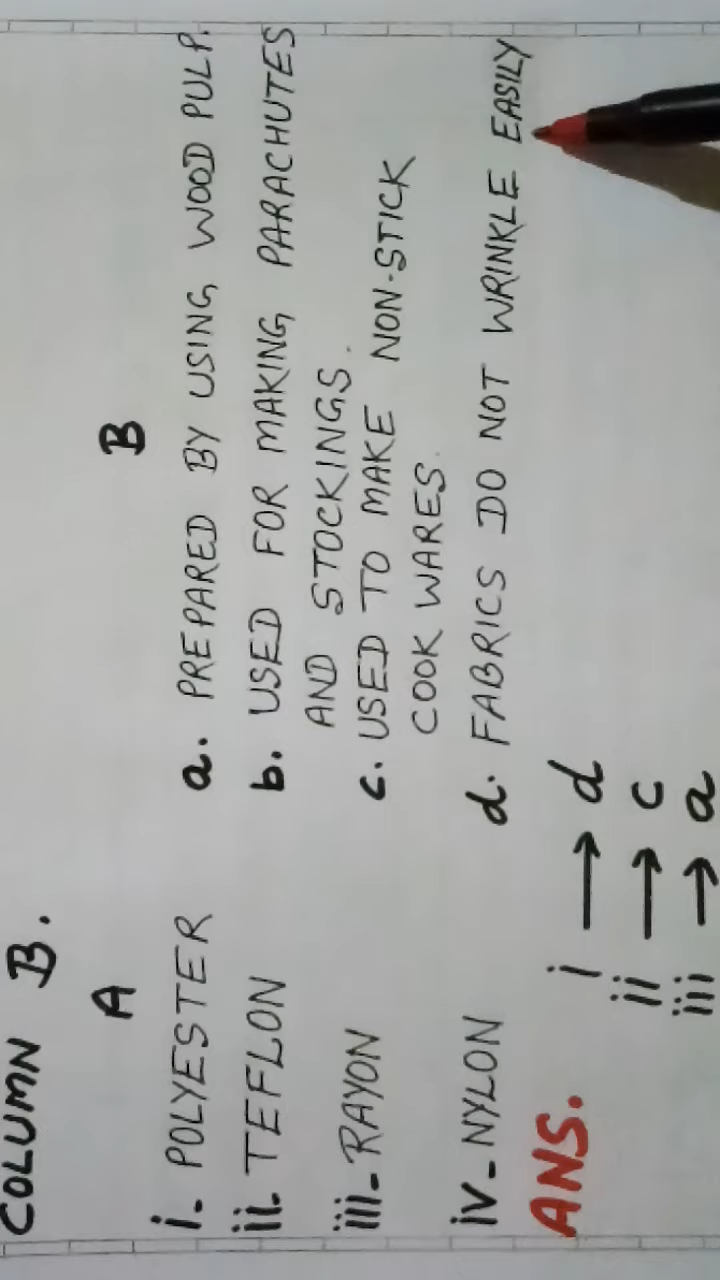 COLUMN B.
A B
i. POLYESTER a. PREPARED BY USING WOOD PULP.
ii. TEFLON b. USED FOR MAKING PARACHUTES
AND STOCKINGS.
iii. RAYON c. USED TO MAKE NON-STICK
COOK WARES.
iv. NYLON d. FABRICS DO NOT WRINKLE EASILY
ANS. i → d
ii → c
iii → a